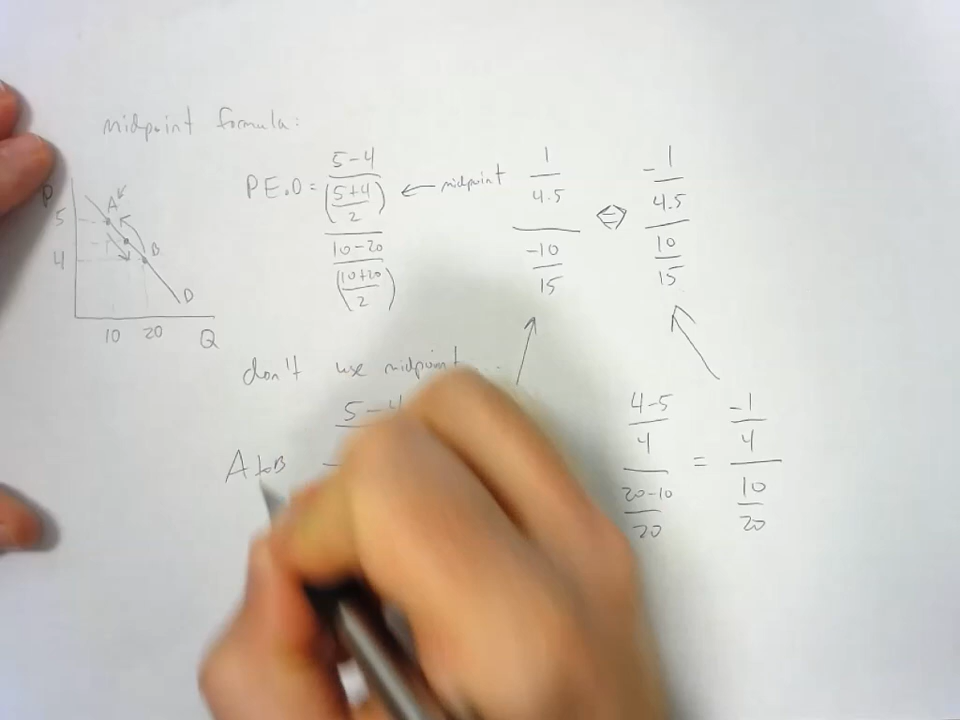 midpoint formula:
P
A
5
4
B
D
10 20 Q
P E.D = 5-4
(5+4
2)
10-20
(10+20
2)
← midpoint
1
4.5
-10
15
⇔
-1
4.5
10
15
don't use midpoint...
5-4
A to B
4-5
4
20-10
20
=
-1
4
10
20